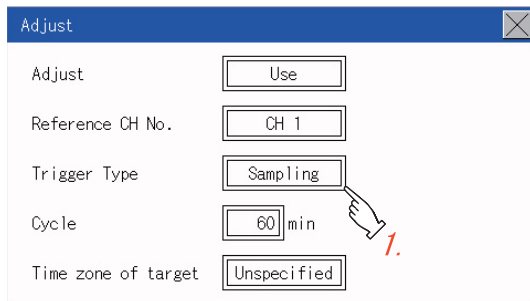 Adjust
Adjust Use
Reference CH No. CH 1
Trigger Type Sampling
Cycle 60 min
1.
Time zone of target Unspecified